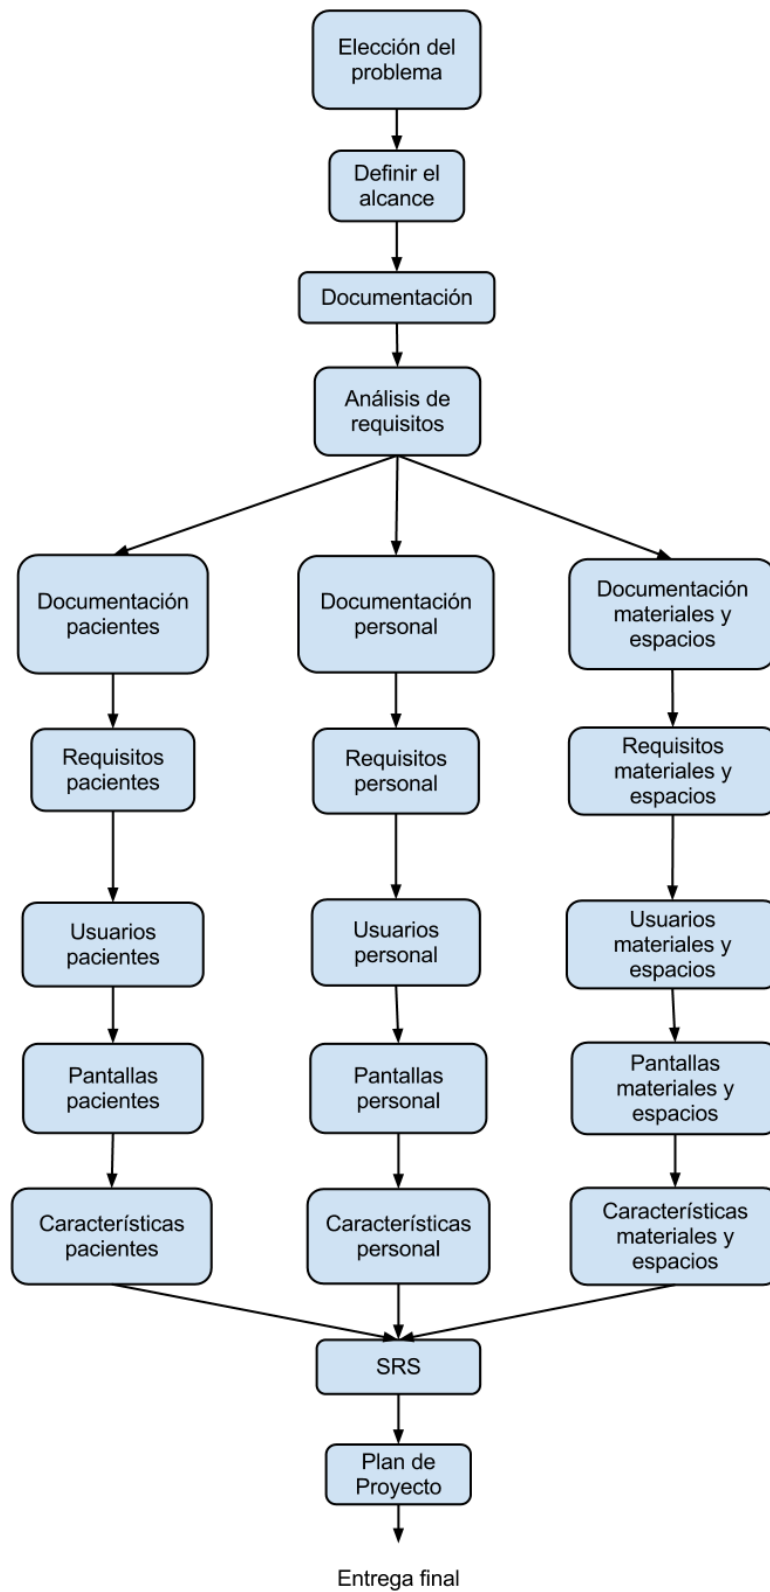 Elección del
problema
Definir el
alcance
Documentación
Análisis de
requisitos
Documentación
pacientes
Documentación
personal
Documentación
materiales y
espacios
Requisitos
pacientes
Requisitos
personal
Requisitos
materiales y
espacios
Usuarios
pacientes
Usuarios
personal
Usuarios
materiales y
espacios
Pantallas
pacientes
Pantallas
personal
Pantallas
materiales y
espacios
Características
pacientes
Características
personal
Características
materiales y
espacios
SRS
Plan de
Proyecto
Entrega final